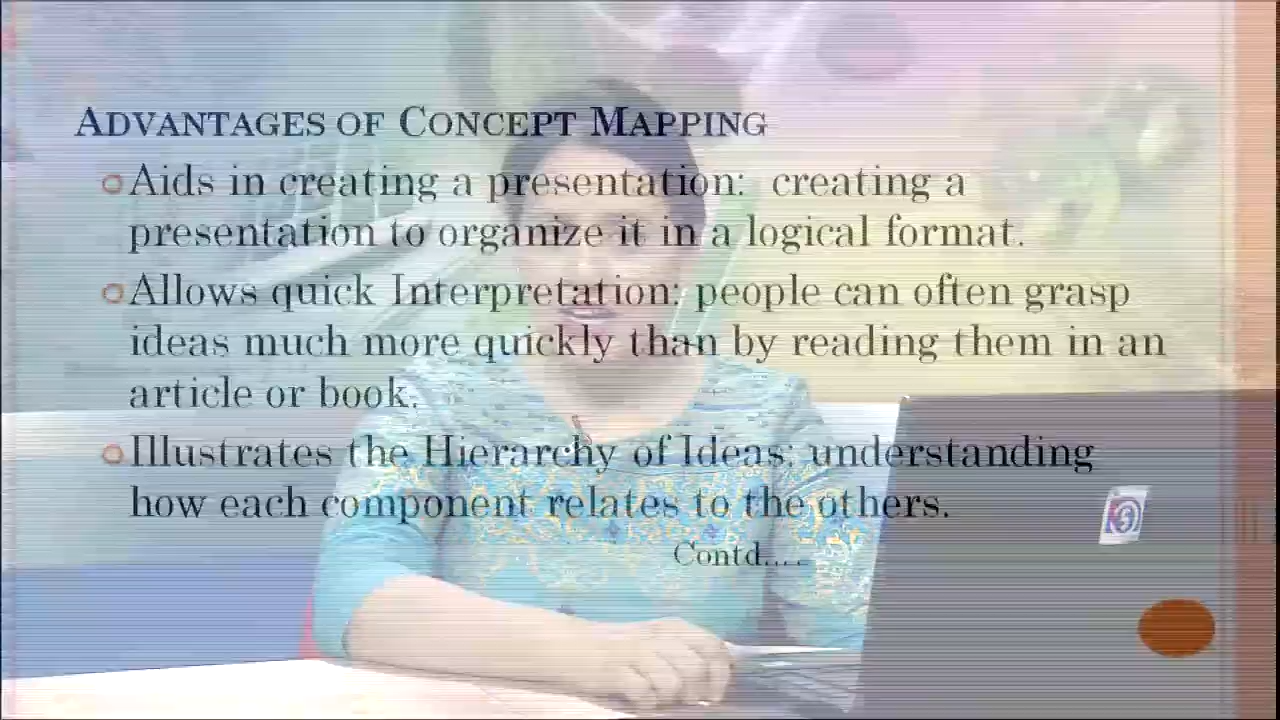 ADVANTAGES OF CONCEPT MAPPING
Aids in creating a presentation: creating a
presentation to organize it in a logical format.
Allows quick Interpretation: people can often grasp
ideas much more quickly than by reading them in an
article or book.
Illustrates the Hierarchy of Ideas: understanding
how each component relates to the others.
Contd....